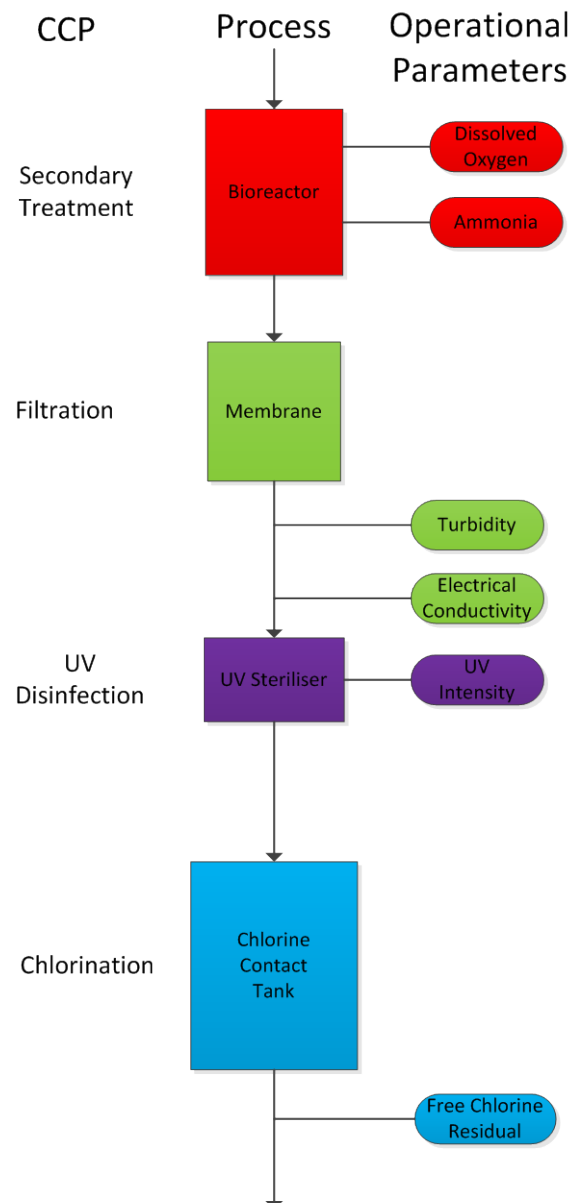 CCP
Process
Operational
Parameters
Secondary
Treatment
Bioreactor
Dissolved
Oxygen
Ammonia
Filtration
Membrane
Turbidity
Electrical
Conductivity
UV
Disinfection
UV Steriliser
UV
Intensity
Chlorination
Chlorine
Contact
Tank
Free Chlorine
Residual